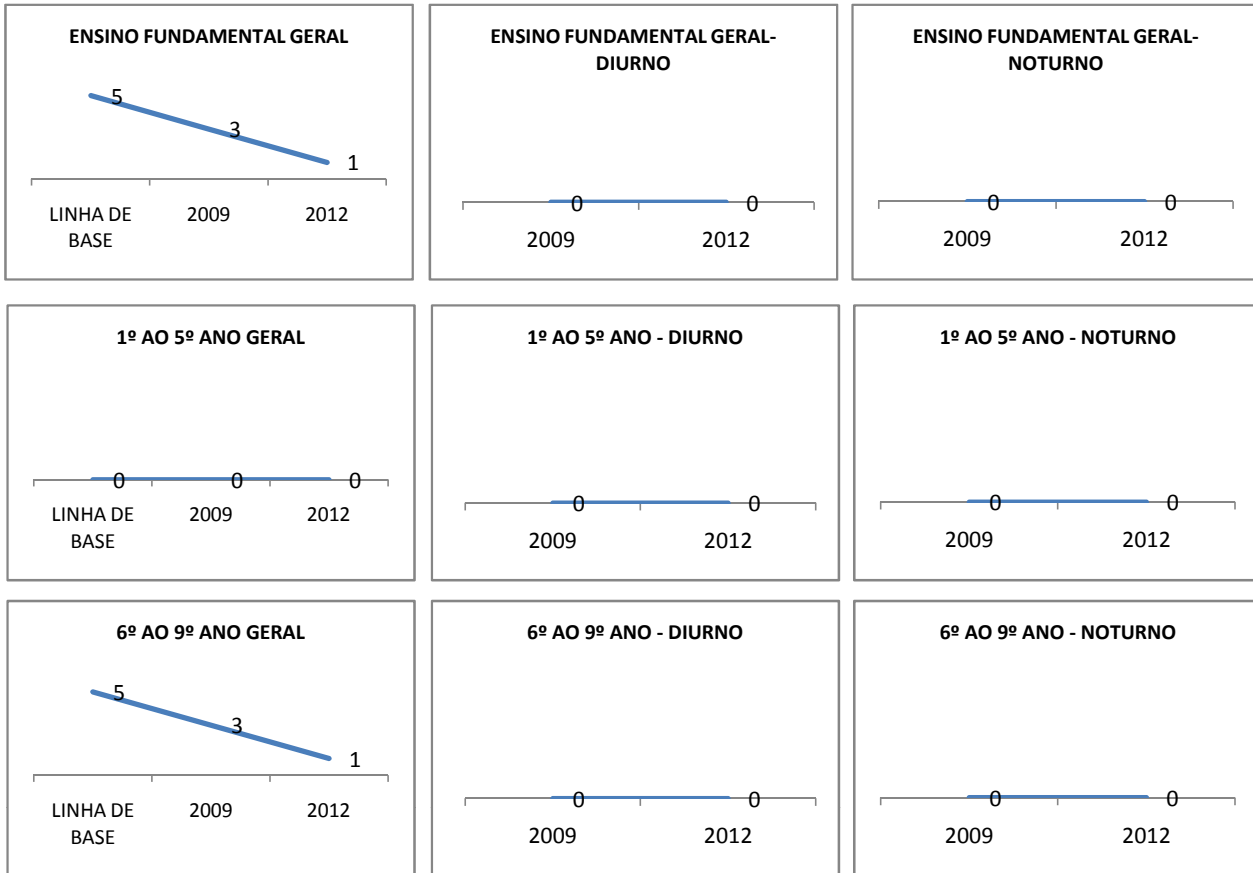 ENSINO FUNDAMENTAL GERAL
5
3
1
LINHA DE
BASE
2009
2012
ENSINO FUNDAMENTAL GERAL-
DIURNO
0
0
2009
2012
ENSINO FUNDAMENTAL GERAL-
NOTURNO
0
0
2009
2012
1º AO 5º ANO GERAL
0
0
0
LINHA DE
BASE
2009
2012
1º AO 5º ANO - DIURNO
0
0
2009
2012
1º AO 5º ANO - NOTURNO
0
0
2009
2012
6º AO 9º ANO GERAL
5
3
1
LINHA DE
BASE
2009
2012
6º AO 9º ANO - DIURNO
0
0
2009
2012
6º AO 9º ANO - NOTURNO
0
0
2009
2012